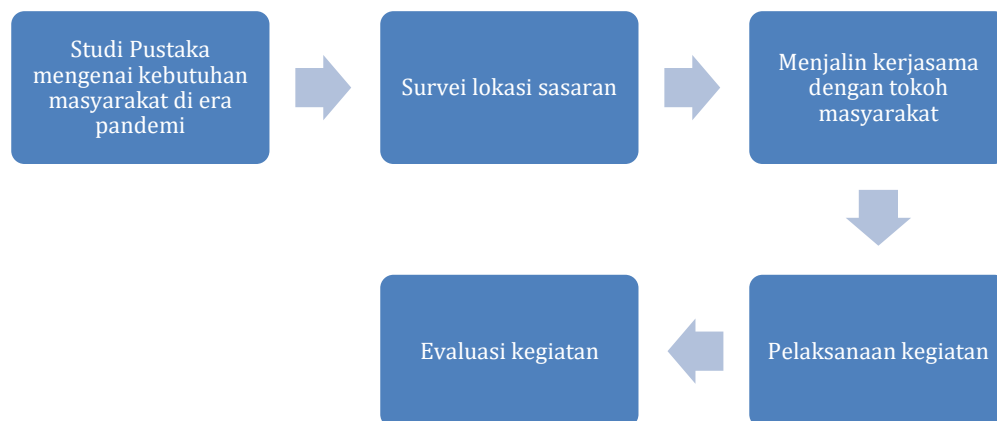 Studi Pustaka
mengenai kebutuhan
masyarakat di era
pandemi
Survei lokasi sasaran
Menjalin kerjasama
dengan tokoh
masyarakat
Pelaksanaan kegiatan
Evaluasi kegiatan